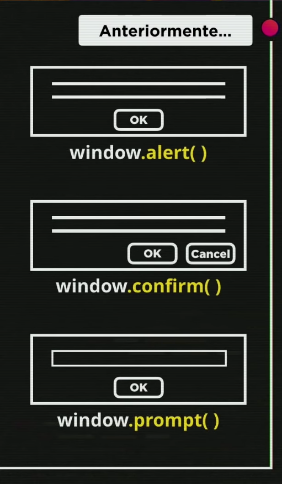 Anteriormente...
OK
window.alert( )
OK Cancel
window.confirm( )
OK
window.prompt( )